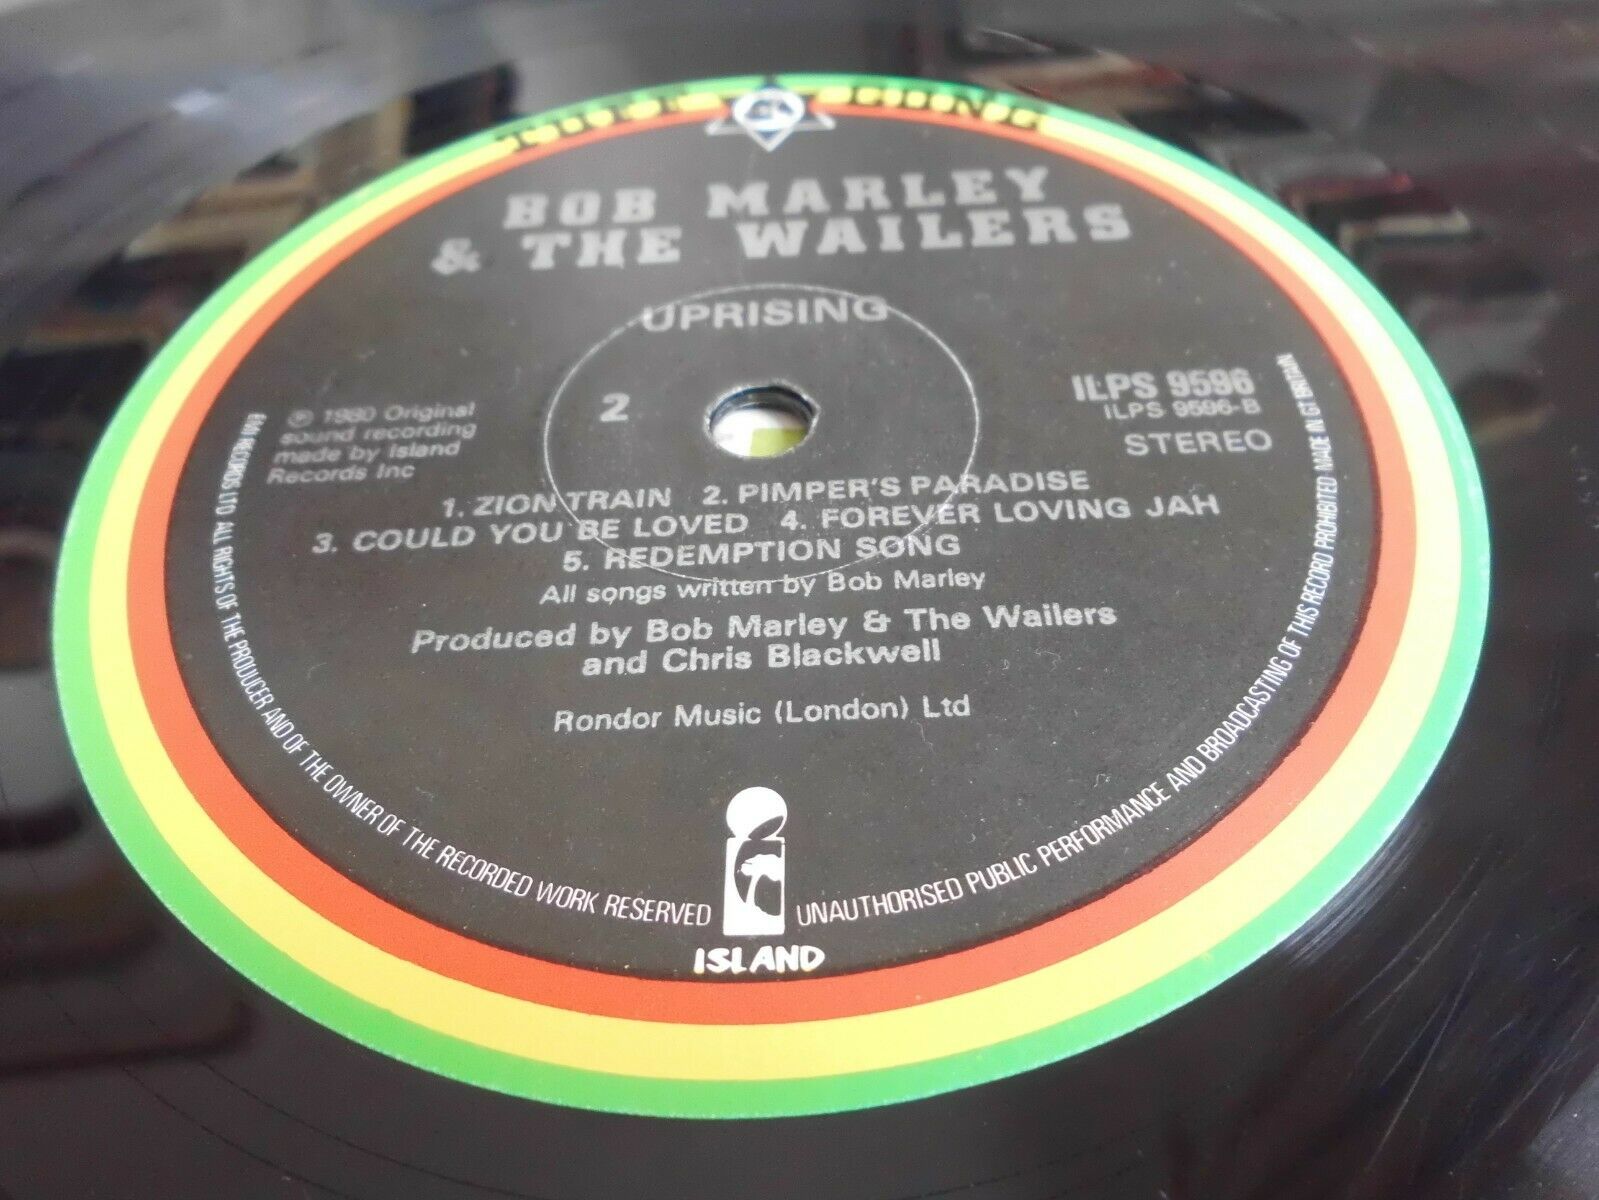 TUFF GONG
BOB MARLEY
& THE WAILERS
UPRISING
2
ILPS 9596
ILPS 9596-B
STEREO
℗ 1980 Original
sound recording
made by Island
Records Inc
1. ZION TRAIN 2. PIMPER'S PARADISE
3. COULD YOU BE LOVED 4. FOREVER LOVING JAH
5. REDEMPTION SONG
All songs written by Bob Marley
Produced by Bob Marley & The Wailers
and Chris Blackwell
Rondor Music (London) Ltd
RECORDS LTD ALL RIGHTS OF THE PRODUCER AND OF THE OWNER OF THE RECORDED WORK RESERVED
UNAUTHORISED PUBLIC PERFORMANCE AND BROADCASTING OF THIS RECORD PROHIBITED MADE IN GT BRITAIN
ISLAND